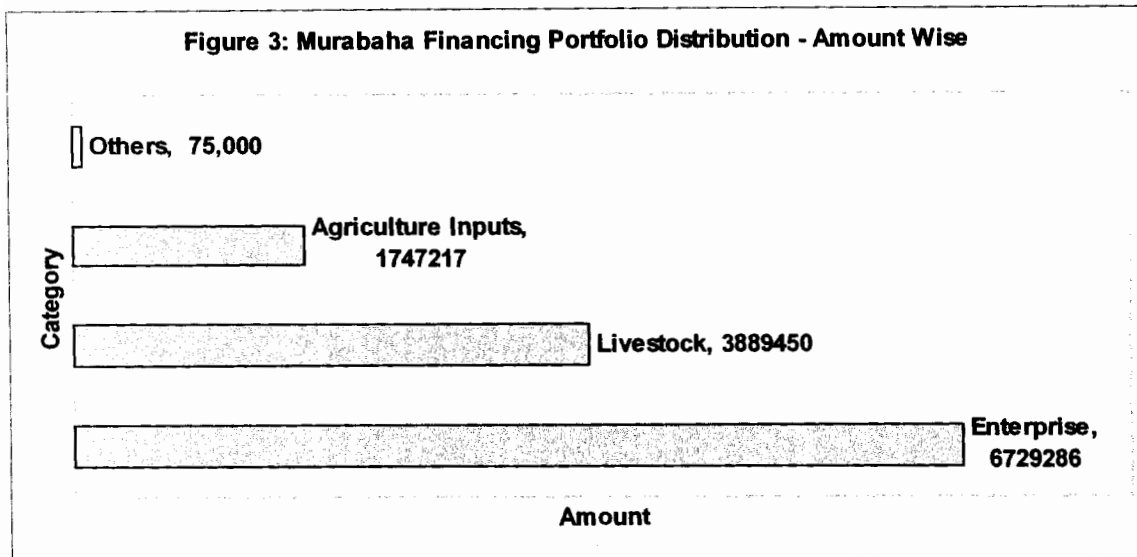 Figure 3: Murabaha Financing Portfolio Distribution - Amount Wise
Others, 75,000
Agriculture Inputs,
1747217
Category
Livestock, 3889450
Enterprise,
6729286
Amount